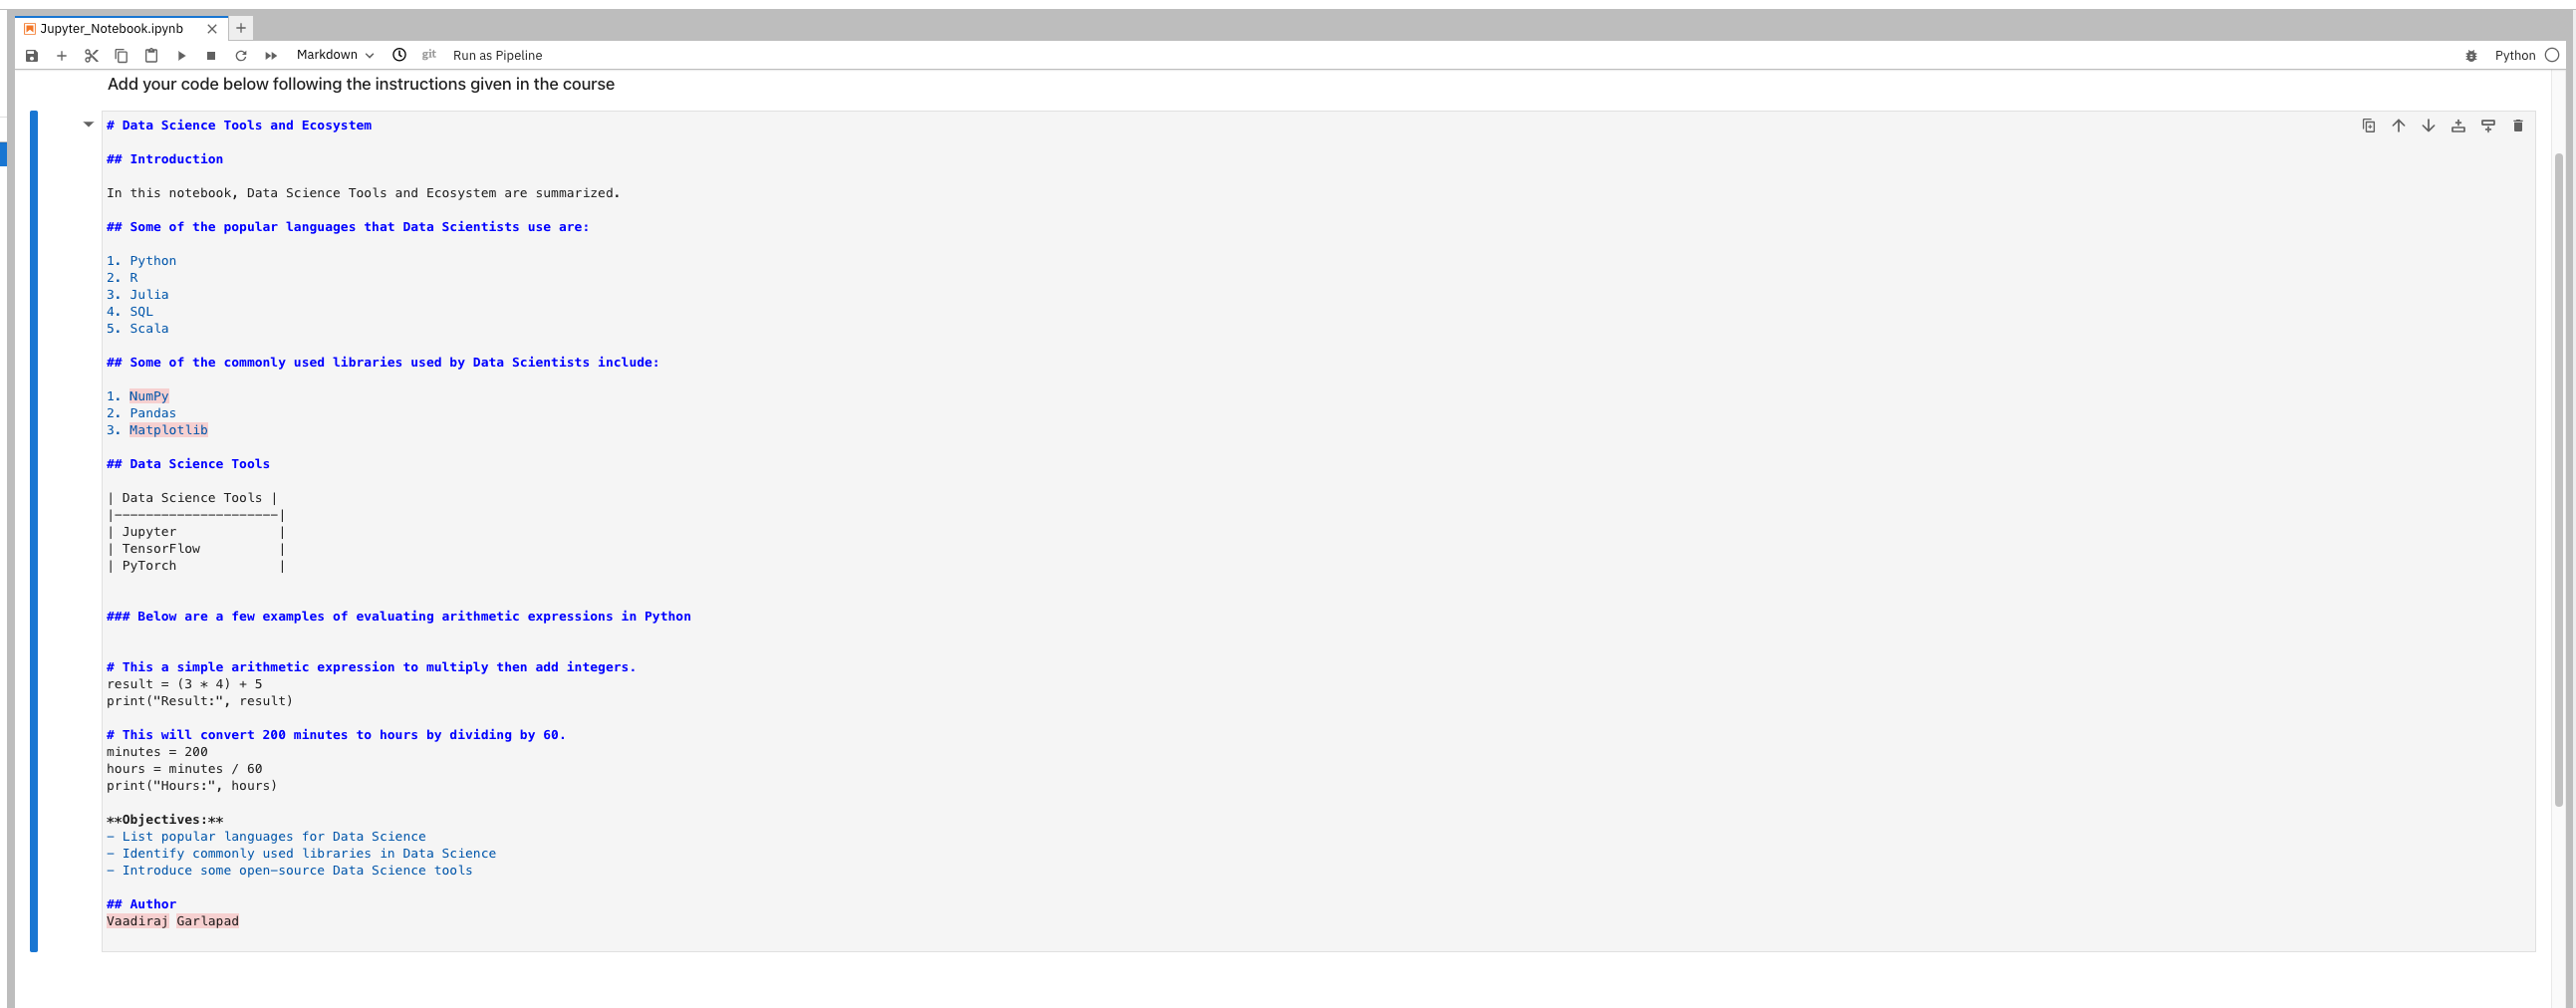 Jupyter_Notebook.ipynb
Markdown git Run as Pipeline Python
Add your code below following the instructions given in the course
# Data Science Tools and Ecosystem
## Introduction
In this notebook, Data Science Tools and Ecosystem are summarized.
## Some of the popular languages that Data Scientists use are:
1. Python
2. R
3. Julia
4. SQL
5. Scala
## Some of the commonly used libraries used by Data Scientists include:
1. NumPy
2. Pandas
3. Matplotlib
## Data Science Tools
| Data Science Tools |
|---------------------|
| Jupyter             |
| TensorFlow          |
| PyTorch             |
### Below are a few examples of evaluating arithmetic expressions in Python
# This a simple arithmetic expression to multiply then add integers.
result = (3 * 4) + 5
print("Result:", result)
# This will convert 200 minutes to hours by dividing by 60.
minutes = 200
hours = minutes / 60
print("Hours:", hours)
**Objectives:**
- List popular languages for Data Science
- Identify commonly used libraries in Data Science
- Introduce some open-source Data Science tools
## Author
Vaadiraj Garlapad